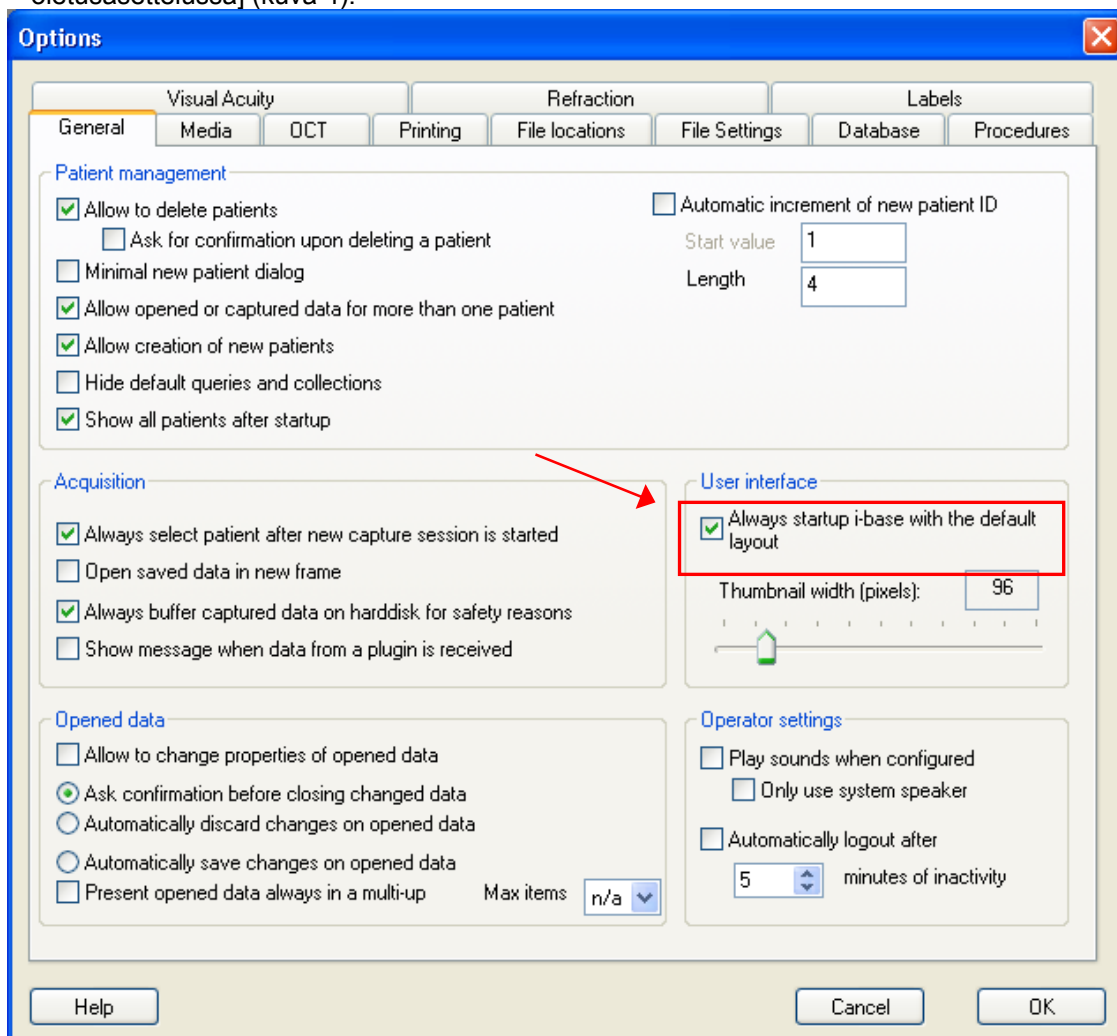 oletusasettelussa] (kuva 4).
Options
Visual Acuity Refraction Labels
General Media OCT Printing File locations File Settings Database Procedures
Patient management
Allow to delete patients
Ask for confirmation upon deleting a patient
Minimal new patient dialog
Allow opened or captured data for more than one patient
Allow creation of new patients
Hide default queries and collections
Show all patients after startup
Automatic increment of new patient ID
Start value 1
Length 4
Acquisition
Always select patient after new capture session is started
Open saved data in new frame
Always buffer captured data on harddisk for safety reasons
Show message when data from a plugin is received
User interface
Always startup i-base with the default
layout
Thumbnail width (pixels): 96
Opened data
Allow to change properties of opened data
Ask confirmation before closing changed data
Automatically discard changes on opened data
Automatically save changes on opened data
Present opened data always in a multi-up Max items n/a
Operator settings
Play sounds when configured
Only use system speaker
Automatically logout after
5 minutes of inactivity
Help Cancel OK